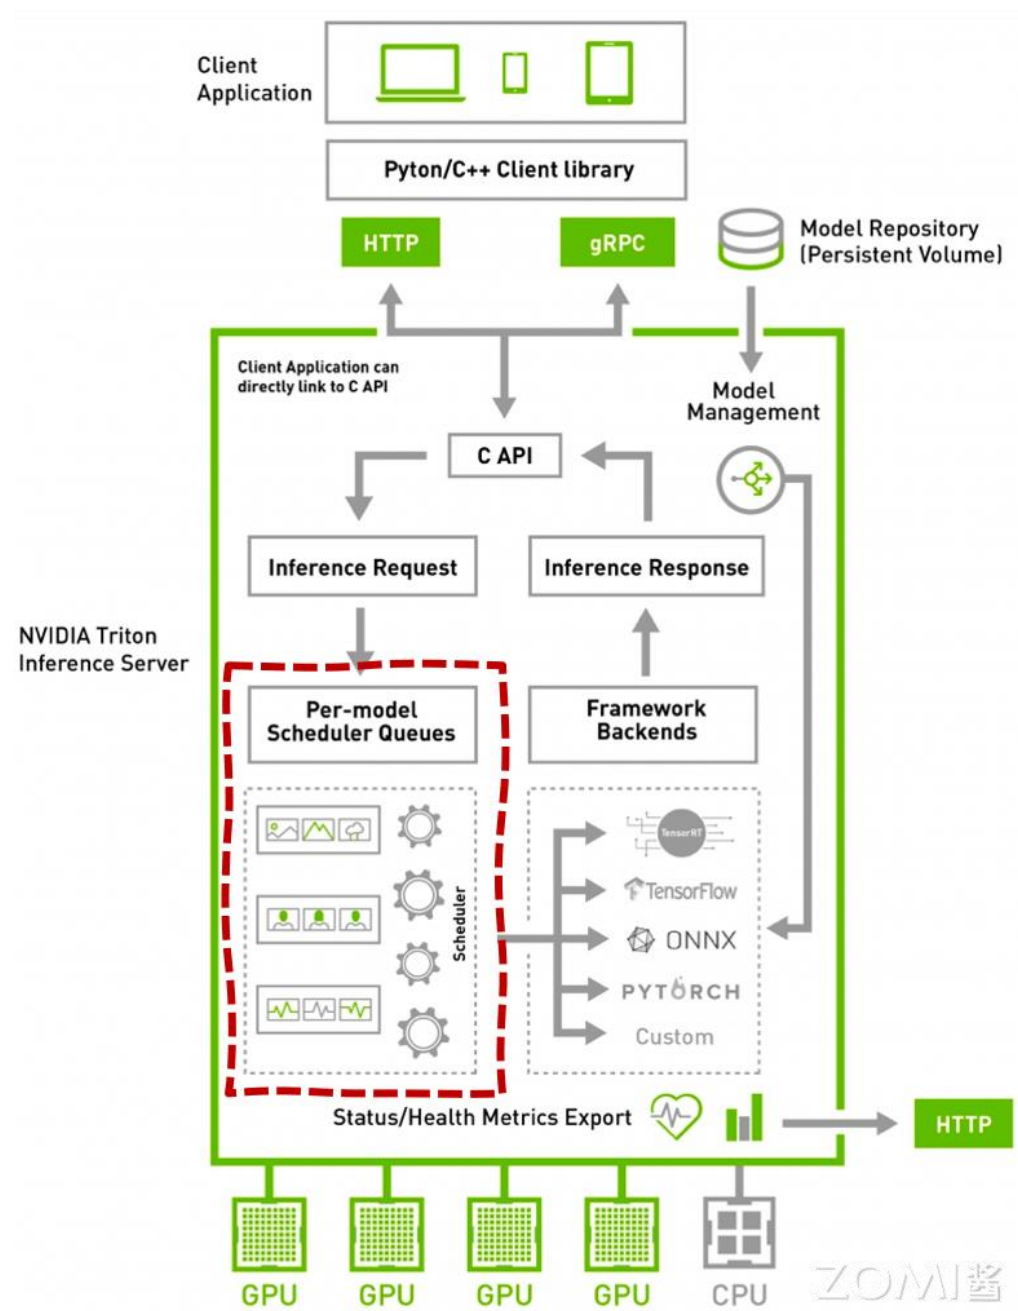 Client
Application
Pyton/C++ Client library
HTTP
gRPC
Model Repository
(Persistent Volume)
Client Application can
directly link to C API
Model
Management
C API
Inference Request
Inference Response
NVIDIA Triton
Inference Server
Per-model
Scheduler Queues
Framework
Backends
Scheduler
TensorRT
TensorFlow
ONNX
PYTORCH
Custom
Status/Health Metrics Export
HTTP
GPU
GPU
GPU
GPU
CPU
ZOMI酱